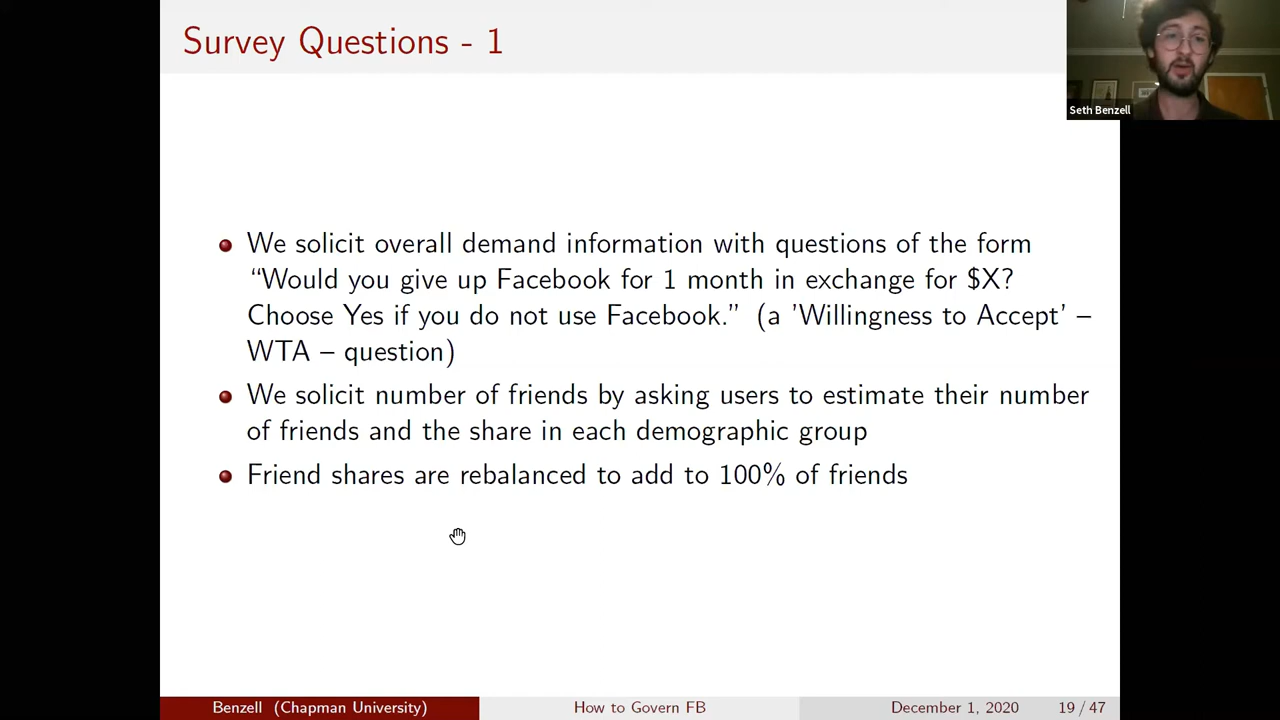 Survey Questions - 1
Seth Benzell
We solicit overall demand information with questions of the form
“Would you give up Facebook for 1 month in exchange for $X?
Choose Yes if you do not use Facebook.” (a ’Willingness to Accept’ –
WTA – question)
We solicit number of friends by asking users to estimate their number
of friends and the share in each demographic group
Friend shares are rebalanced to add to 100% of friends
Benzell (Chapman University)
How to Govern FB
December 1, 2020
19 / 47